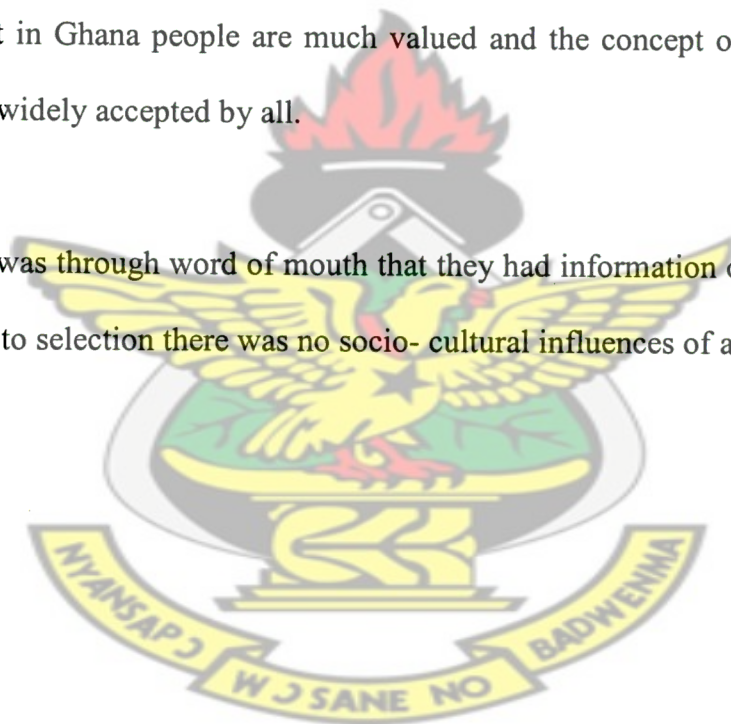 in Ghana people are much valued and the concept
widely accepted by all.
was through word of mouth that they had information
to selection there was no socio- cultural influences of
NYANSAPƆ
WƆSANE NO
BADWENMA